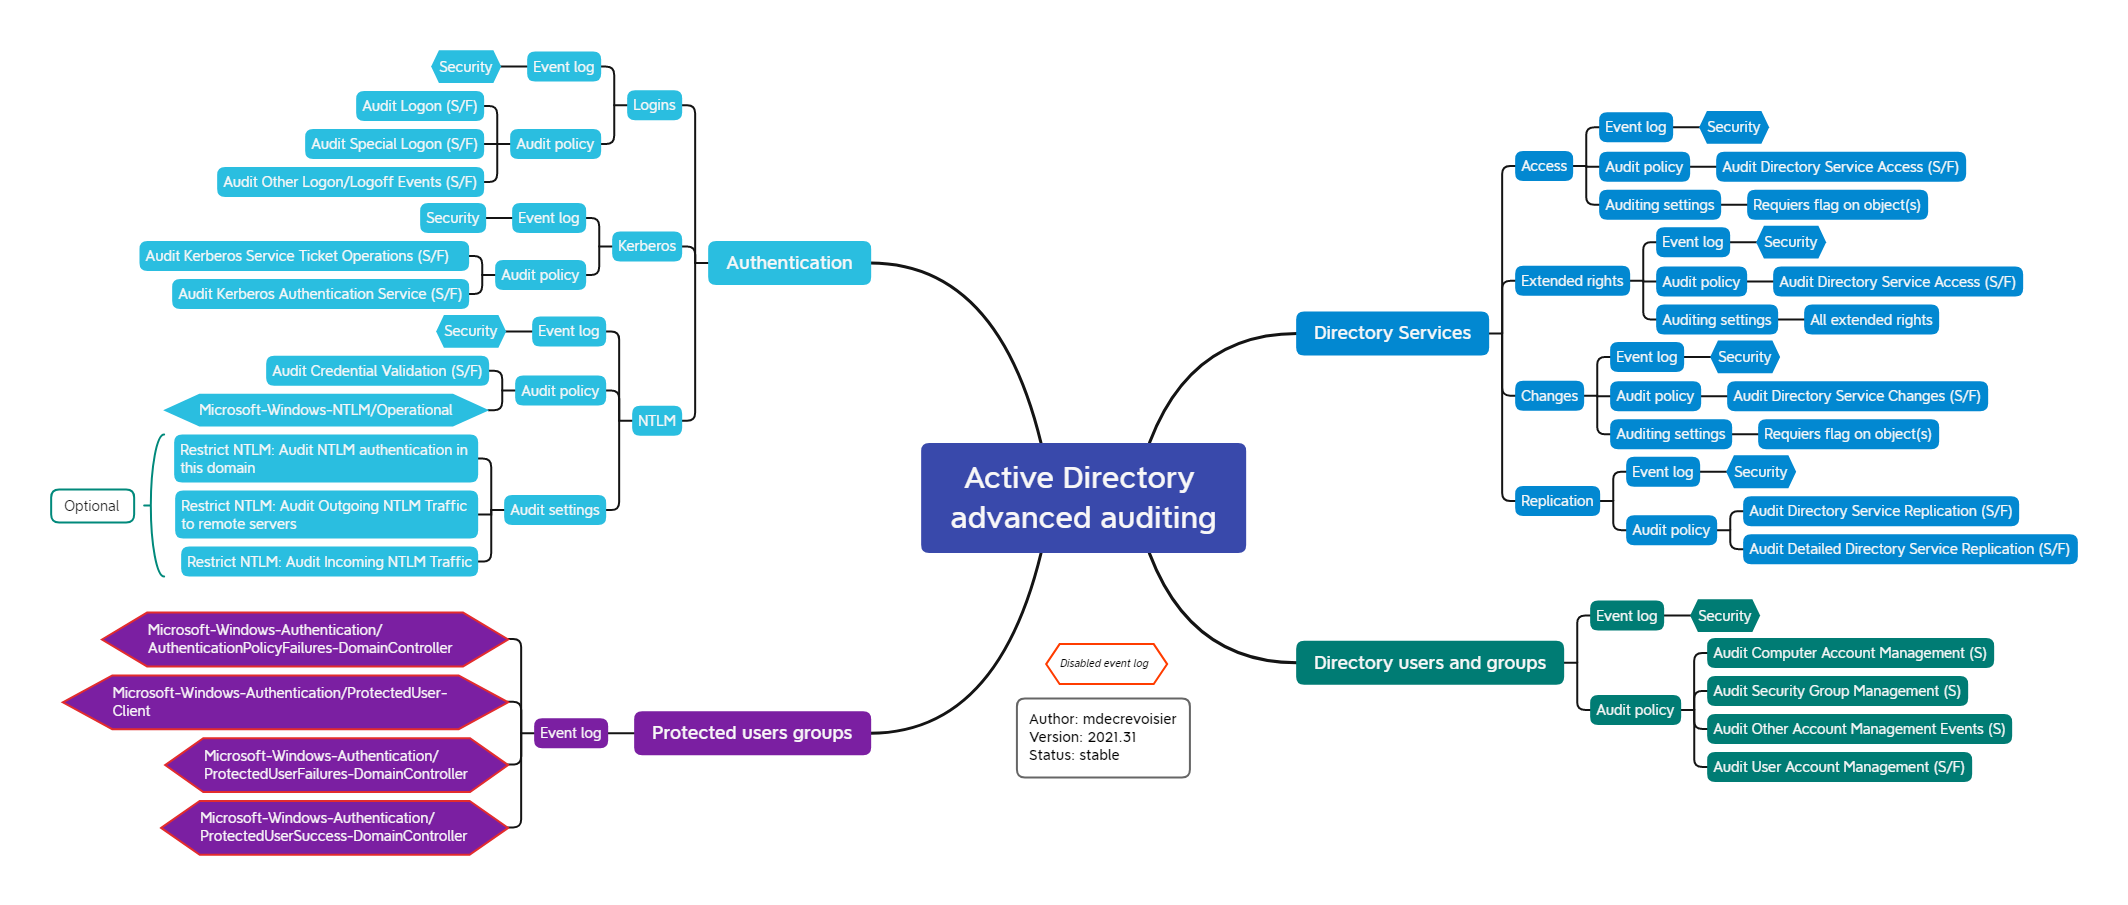 Active Directory
advanced auditing
Authentication
Logins
Event log
Security
Audit policy
Audit Logon (S/F)
Audit Special Logon (S/F)
Audit Other Logon/Logoff Events (S/F)
Kerberos
Event log
Security
Audit policy
Audit Kerberos Service Ticket Operations (S/F)
Audit Kerberos Authentication Service (S/F)
NTLM
Event log
Security
Audit policy
Audit Credential Validation (S/F)
Microsoft-Windows-NTLM/Operational
Audit settings
Restrict NTLM: Audit NTLM authentication in
this domain
Restrict NTLM: Audit Outgoing NTLM Traffic
to remote servers
Restrict NTLM: Audit Incoming NTLM Traffic
Optional
Protected users groups
Event log
Microsoft-Windows-Authentication/
AuthenticationPolicyFailures-DomainController
Microsoft-Windows-Authentication/ProtectedUser-
Client
Microsoft-Windows-Authentication/
ProtectedUserFailures-DomainController
Microsoft-Windows-Authentication/
ProtectedUserSuccess-DomainController
Directory Services
Access
Event log
Security
Audit policy
Audit Directory Service Access (S/F)
Auditing settings
Requiers flag on object(s)
Extended rights
Event log
Security
Audit policy
Audit Directory Service Access (S/F)
Auditing settings
All extended rights
Changes
Event log
Security
Audit policy
Audit Directory Service Changes (S/F)
Auditing settings
Requiers flag on object(s)
Replication
Event log
Security
Audit policy
Audit Directory Service Replication (S/F)
Audit Detailed Directory Service Replication (S/F)
Directory users and groups
Event log
Security
Audit policy
Audit Computer Account Management (S)
Audit Security Group Management (S)
Audit Other Account Management Events (S)
Audit User Account Management (S/F)
Disabled event log
Author: mdecrevoisier
Version: 2021.31
Status: stable